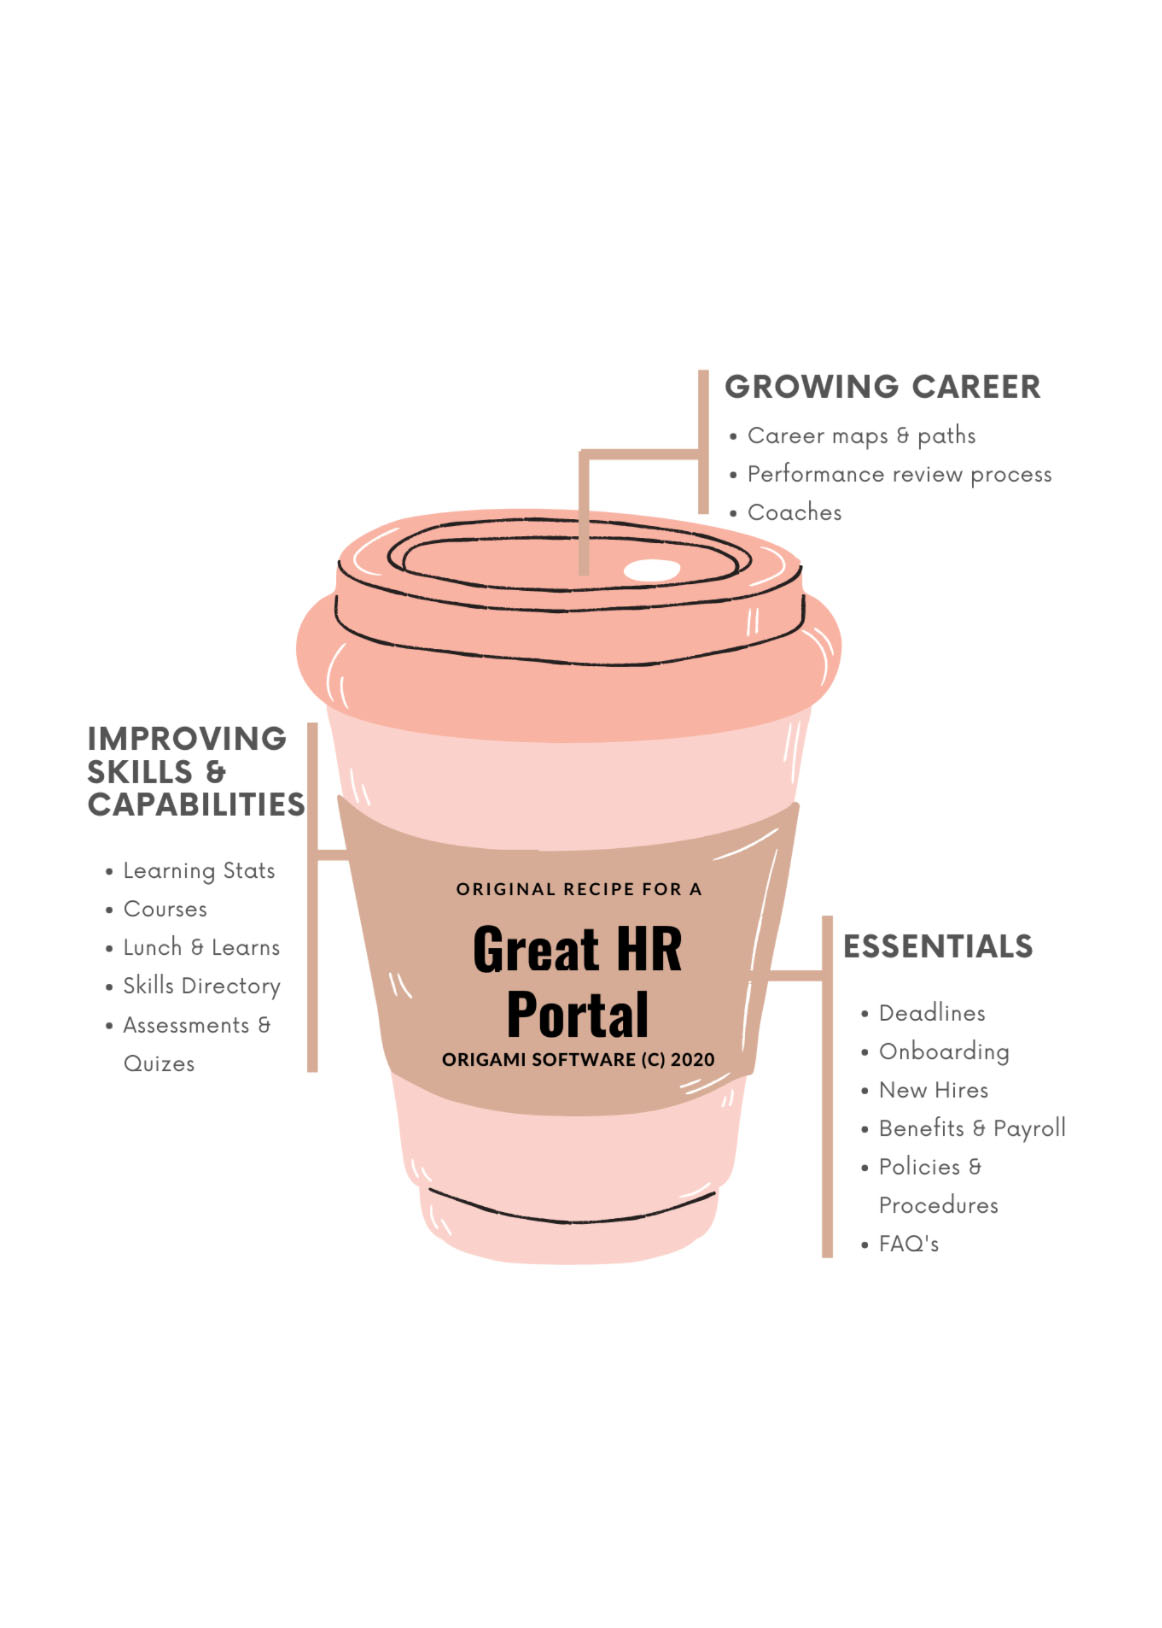 GROWING CAREER
• Career maps & paths
• Performance review process
• Coaches
IMPROVING
SKILLS &
CAPABILITIES
• Learning Stats
• Courses
• Lunch & Learns
• Skills Directory
• Assessments &
Quizes
ORIGINAL RECIPE FOR A
Great HR
Portal
ORIGAMI SOFTWARE (C) 2020
ESSENTIALS
• Deadlines
• Onboarding
• New Hires
• Benefits & Payroll
• Policies &
Procedures
• FAQ's